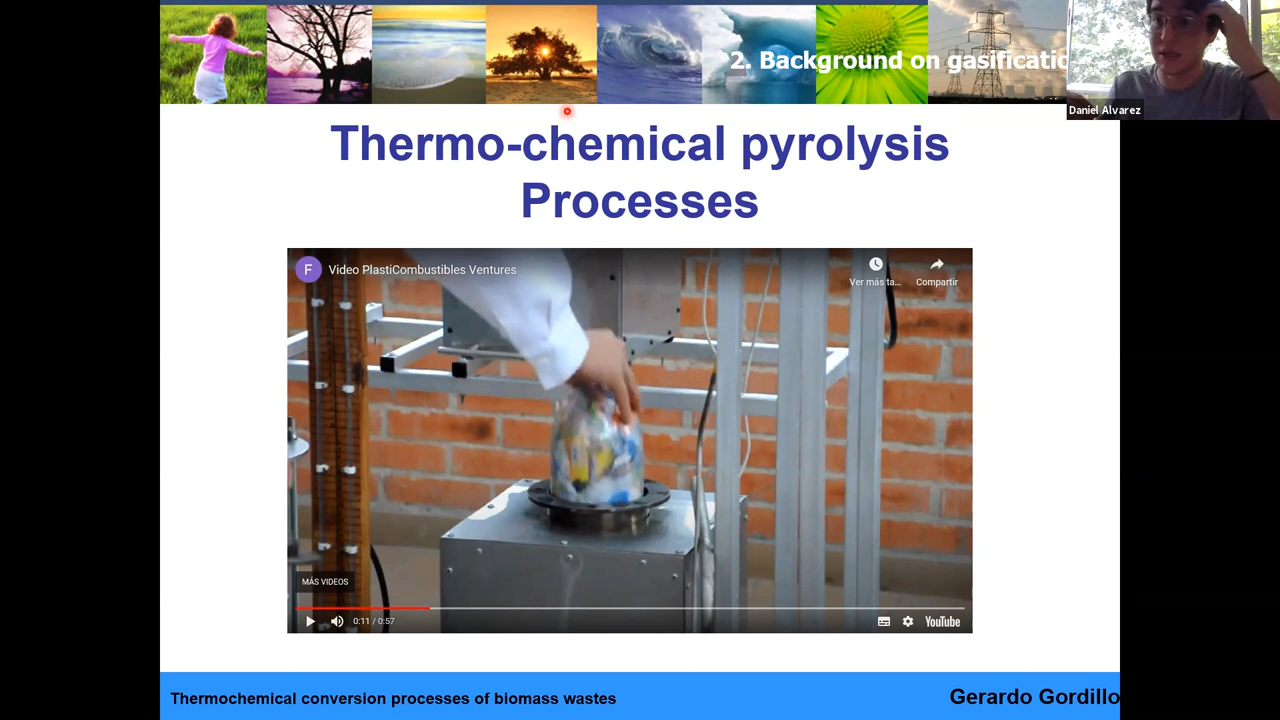 2. Background on gasificatio
Daniel Alvarez
Thermo-chemical pyrolysis
Processes
F
Video PlastiCombustibles Ventures
Ver más ta...
Compartir
MÁS VIDEOS
0:11 / 0:57
YouTube
Thermochemical conversion processes of biomass wastes
Gerardo Gordillo